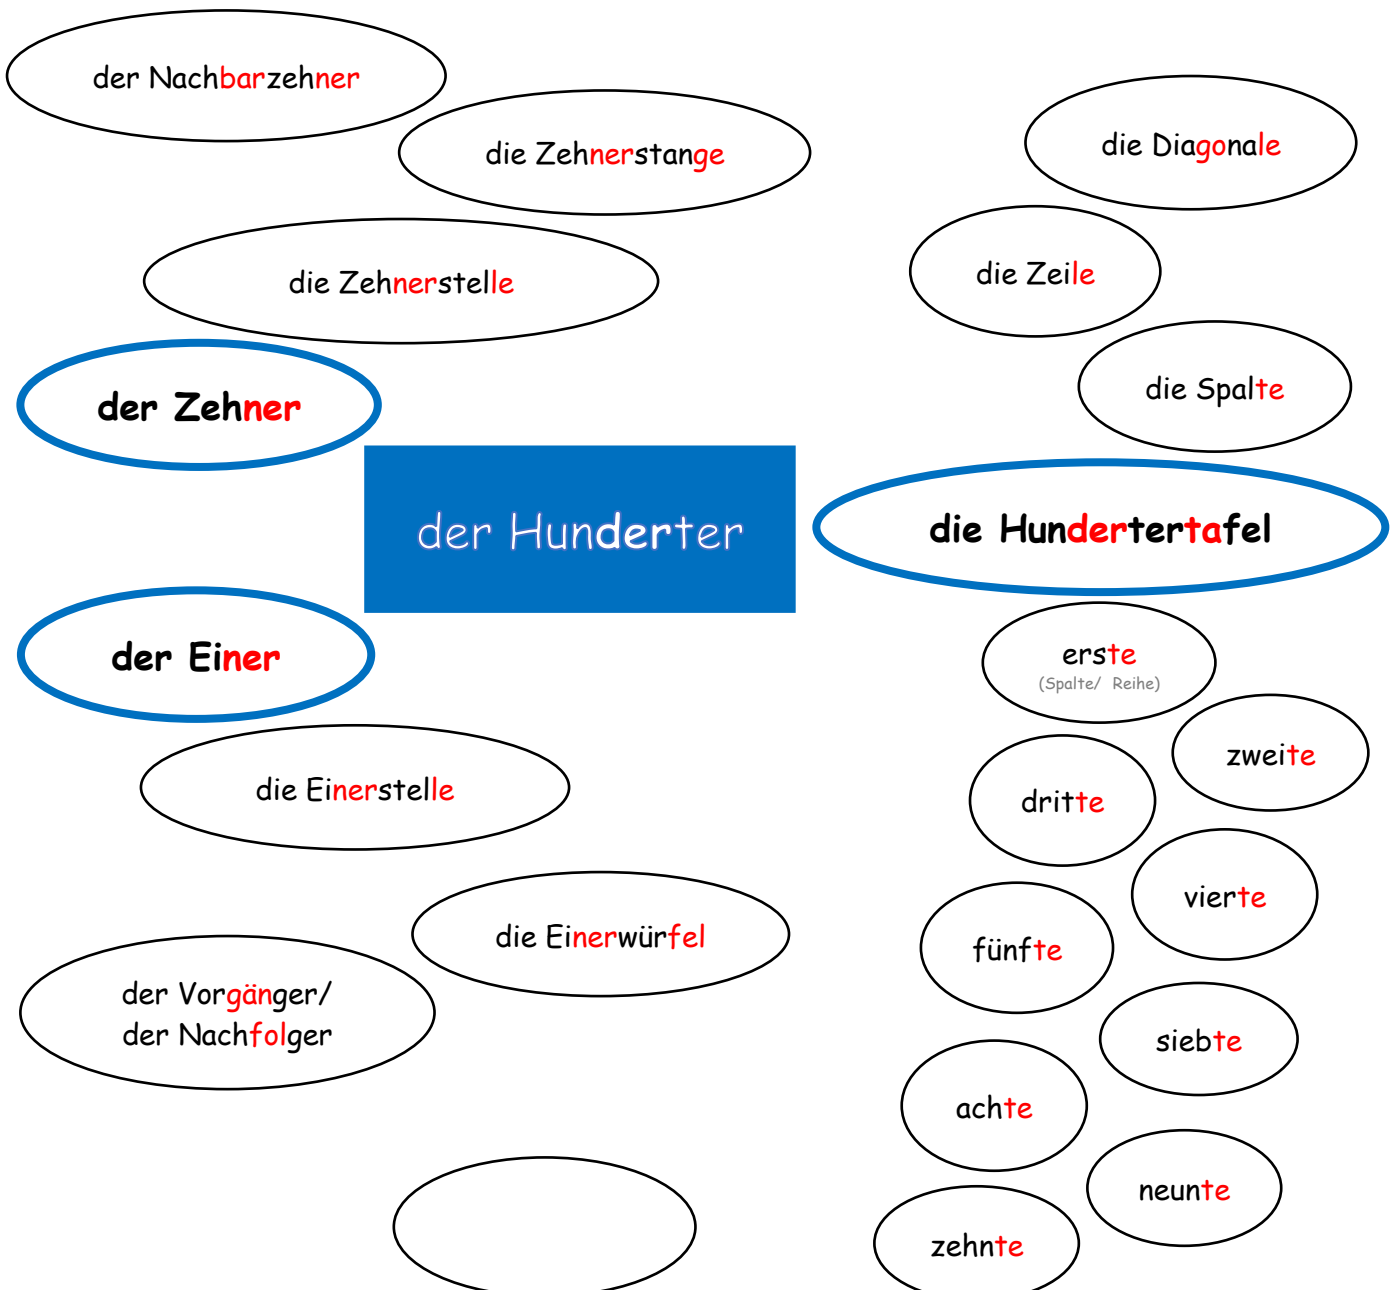 der Nachbarzehner
die Zehnerstange
die Zehnerstelle
der Zehner
der Hunderter
der Einer
die Einerstelle
die Einerwürfel
der Vorgänger/
der Nachfolger
die Diagonale
die Zeile
die Spalte
die Hundertertafel
erste
(Spalte/ Reihe)
zweite
dritte
vierte
fünfte
siebte
achte
neunte
zehnte